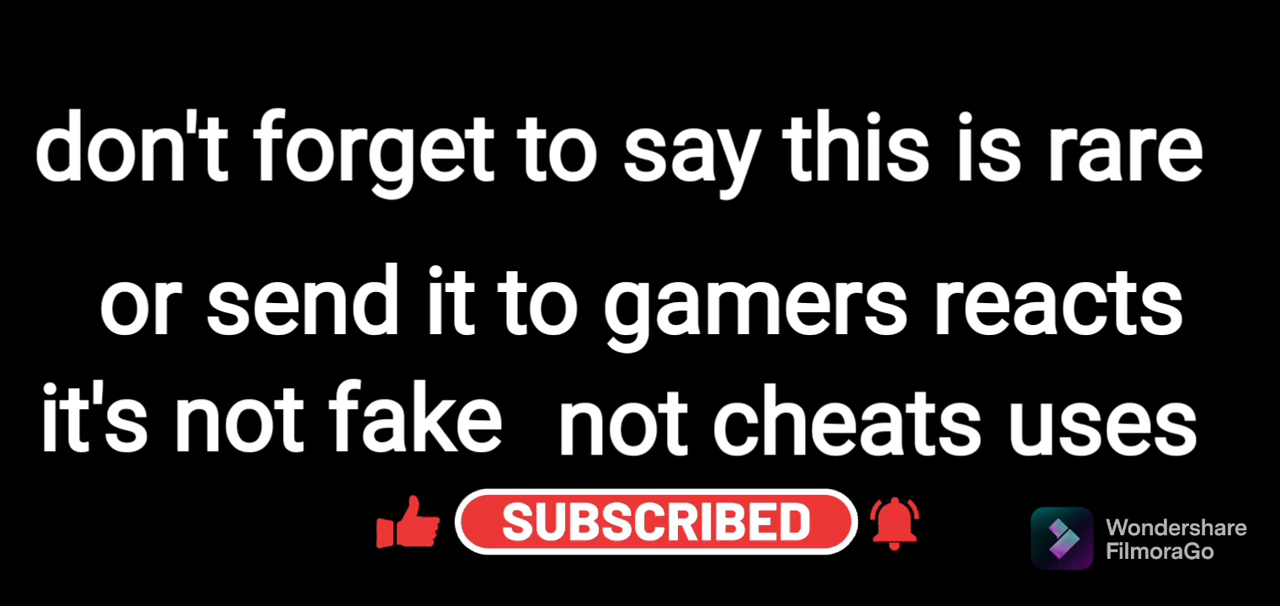 don't forget to say this is rare
or send it to gamers reacts
it's not fake not cheats uses
SUBSCRIBED
Wondershare
FilmoraGo